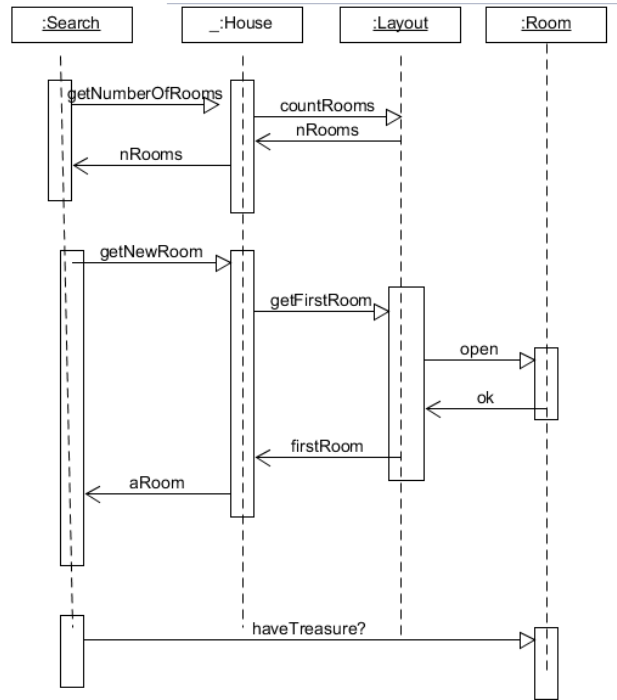 :Search
_:House
:Layout
:Room
getNumberOfRooms
countRooms
nRooms
nRooms
getNewRoom
getFirstRoom
open
ok
firstRoom
aRoom
haveTreasure?